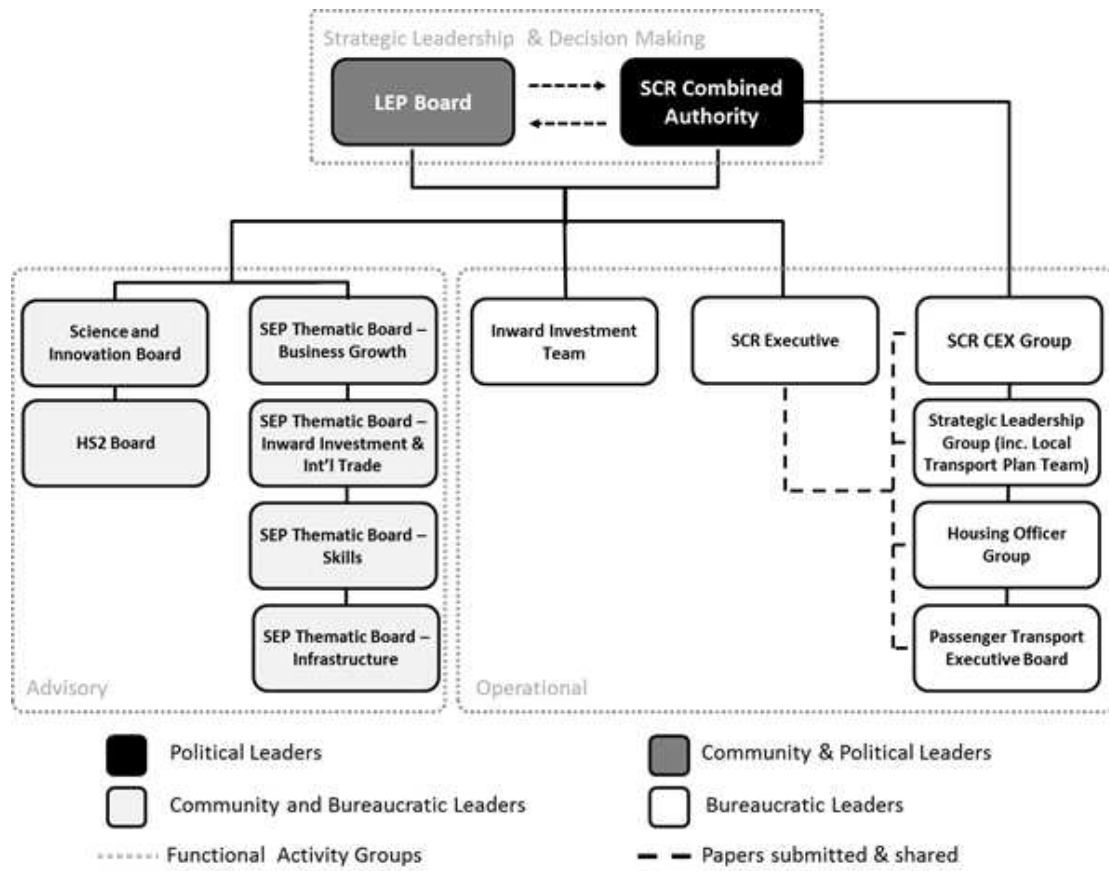 Strategic Leadership & Decision Making
LEP Board
SCR Combined
Authority
Science and
Innovation Board
HS2 Board
SEP Thematic Board –
Business Growth
SEP Thematic Board –
Inward Investment &
Int'l Trade
SEP Thematic Board –
Skills
SEP Thematic Board –
Infrastructure
Advisory
Inward Investment
Team
SCR Executive
SCR CEX Group
Strategic Leadership
Group (inc. Local
Transport Plan Team)
Housing Officer
Group
Passenger Transport
Executive Board
Operational
Political Leaders
Community & Political Leaders
Community and Bureaucratic Leaders
Bureaucratic Leaders
Functional Activity Groups
Papers submitted & shared